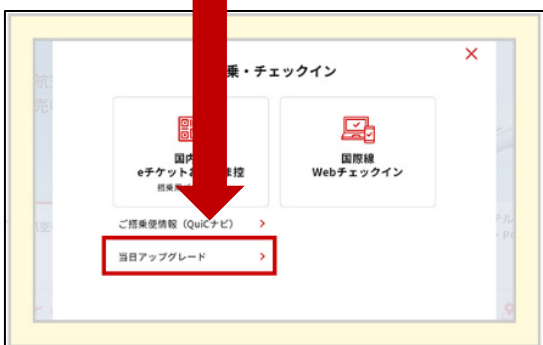 乗・チェックイン
国内
eチケットお
ま控
国際線
Webチェックイン
ご搭乗便情報（QuiCナビ）
当日アップグレード